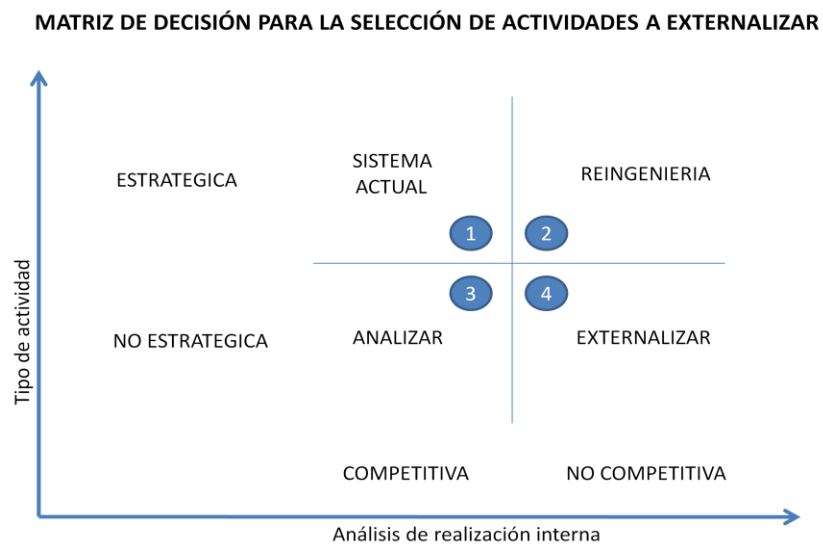 MATRIZ DE DECISIÓN PARA LA SELECCIÓN DE ACTIVIDADES A EXTERNALIZAR
ESTRATEGICA
SISTEMA
ACTUAL
REINGENIERIA
1
2
3
4
NO ESTRATEGICA
ANALIZAR
EXTERNALIZAR
Tipo de actividad
COMPETITIVA
NO COMPETITIVA
Análisis de realización interna